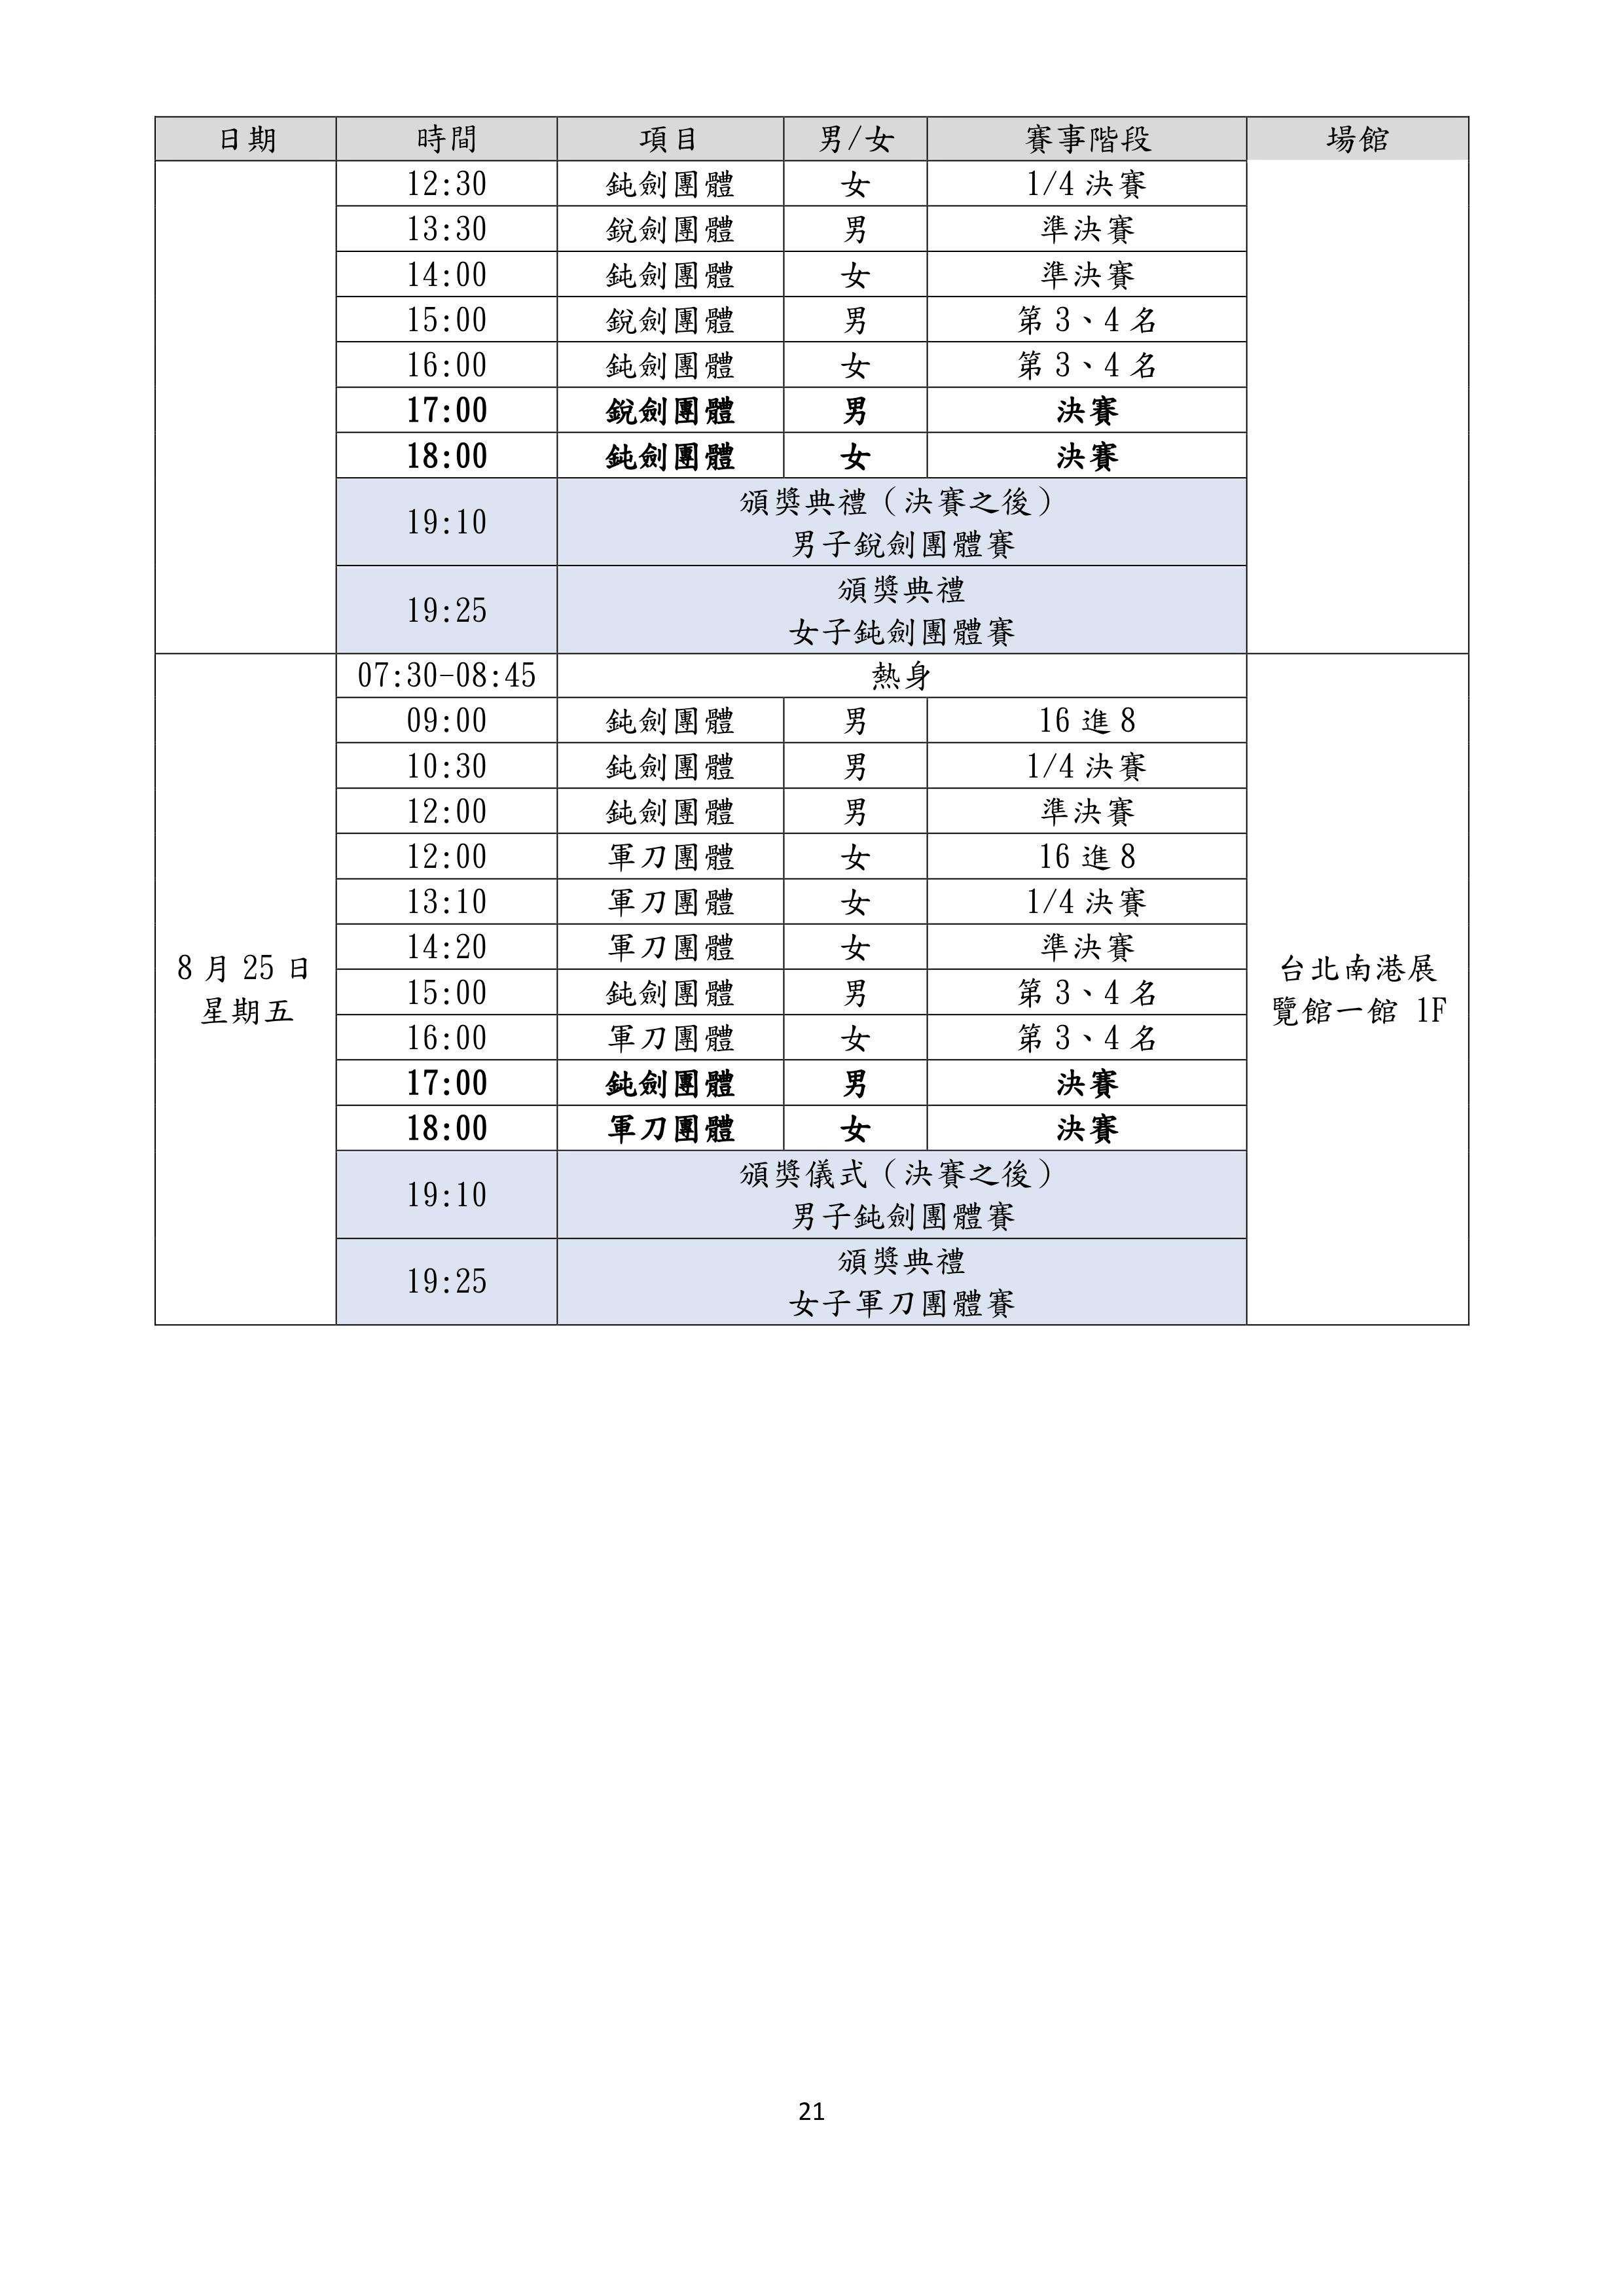 日期 時間 項目 男/女 賽事階段 場館
12:30 鈍劍團體 女 1/4 決賽
13:30 銳劍團體 男 準決賽
14:00 鈍劍團體 女 準決賽
15:00 銳劍團體 男 第 3、4 名
16:00 鈍劍團體 女 第 3、4 名
17:00 銳劍團體 男 決賽
18:00 鈍劍團體 女 決賽
19:10 頒獎典禮（決賽之後）
男子銳劍團體賽
19:25 頒獎典禮
女子鈍劍團體賽
8 月 25 日
星期五
07:30-08:45 熱身
09:00 鈍劍團體 男 16 進 8
10:30 鈍劍團體 男 1/4 決賽
12:00 鈍劍團體 男 準決賽
12:00 軍刀團體 女 16 進 8
13:10 軍刀團體 女 1/4 決賽
14:20 軍刀團體 女 準決賽
15:00 鈍劍團體 男 第 3、4 名
16:00 軍刀團體 女 第 3、4 名
17:00 鈍劍團體 男 決賽
18:00 軍刀團體 女 決賽
19:10 頒獎儀式（決賽之後）
男子鈍劍團體賽
19:25 頒獎典禮
女子軍刀團體賽
台北南港展
覽館一館 1F
21